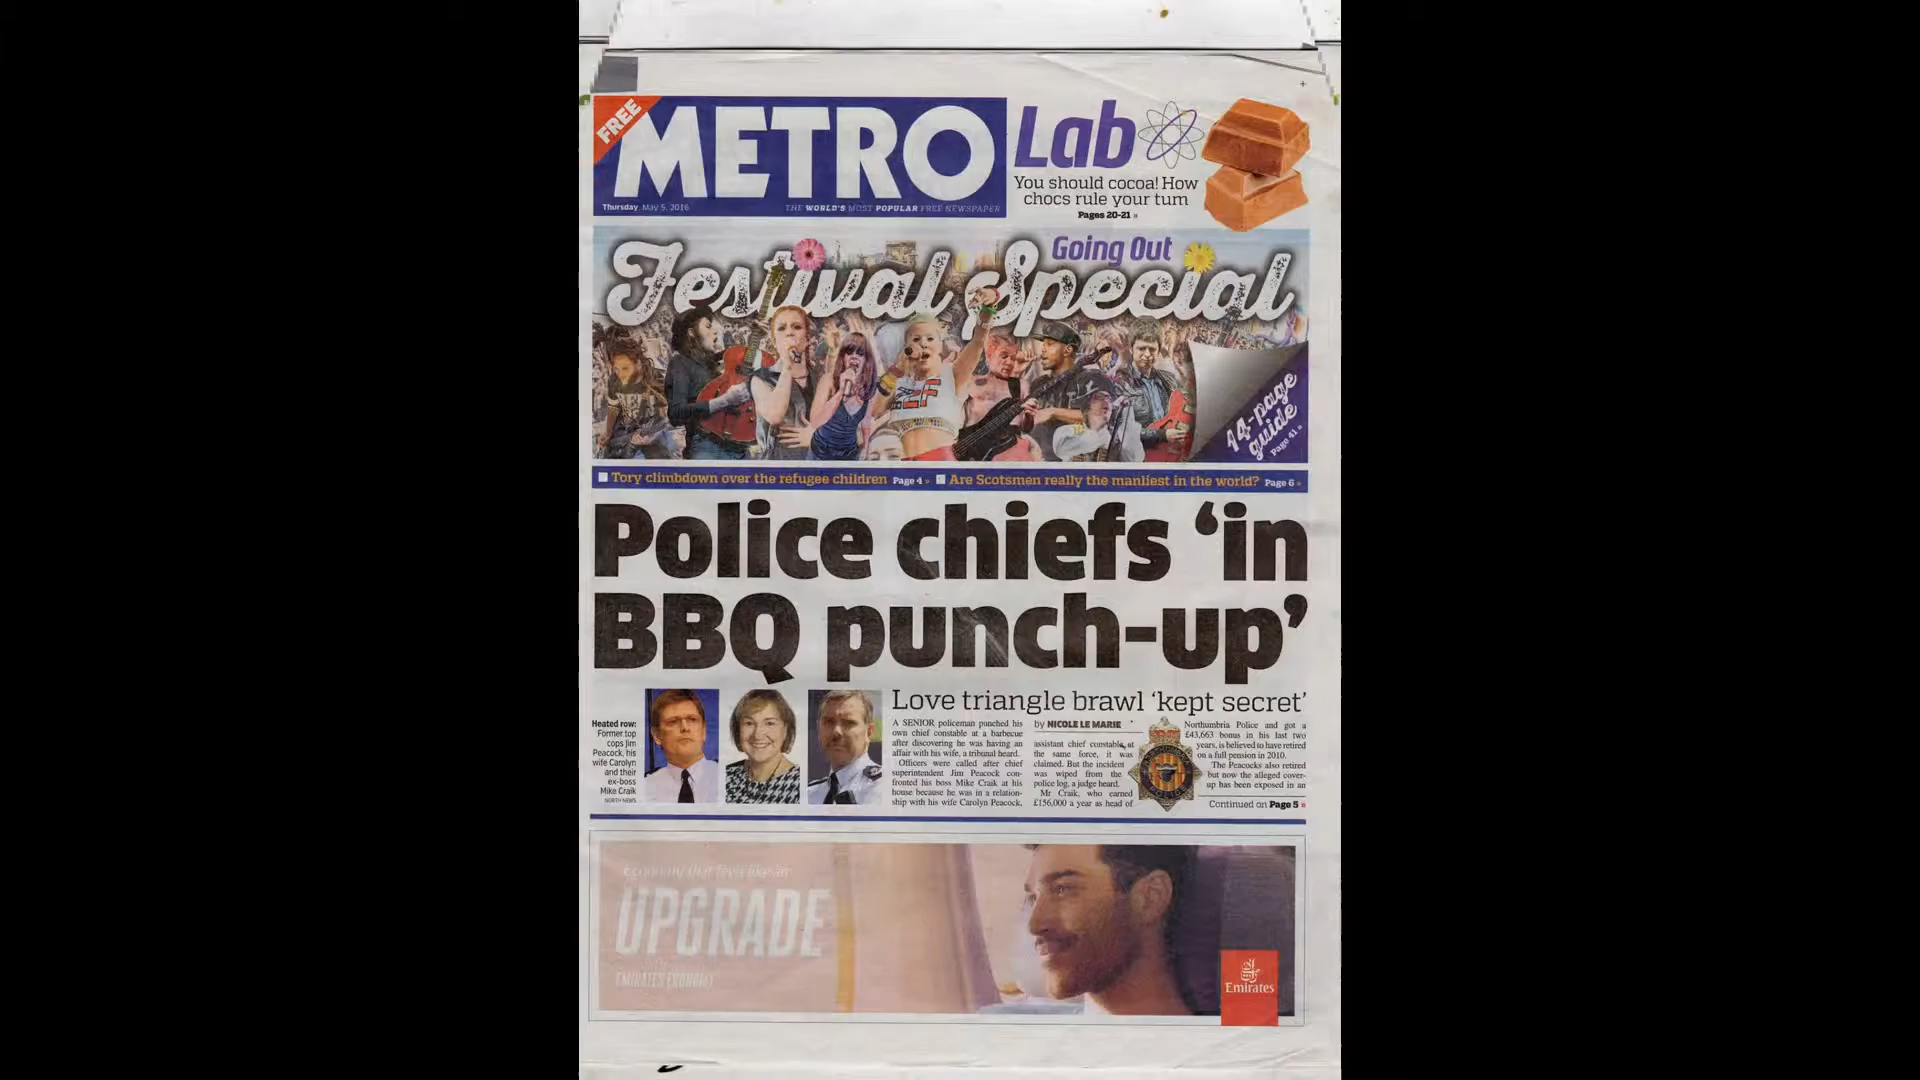 FREE
METRO
Thursday, May 5, 2016
THE WORLD'S MOST POPULAR FREE NEWSPAPER
Lab
You should cocoa! How
chocs rule your tum
Pages 20-21 »
Going Out
Festival Special
14-page
guide
Page 41 »
Tory climbdown over the refugee children Page 4 » Are Scotsmen really the manliest in the world? Page 6 »
Police chiefs ‘in
BBQ punch-up’
Love triangle brawl ‘kept secret’
Heated row:
Former top
cops Jim
Peacock, his
wife Carolyn
and their
ex-boss
Mike Craik
NORTH NEWS
A SENIOR policeman punched his
own chief constable at a barbecue
after discovering he was having an
affair with his wife, a tribunal heard.
Officers were called after chief
superintendent Jim Peacock con-
fronted his boss Mike Craik at his
house because he was in a relation-
ship with his wife Carolyn Peacock,
by NICOLE LE MARIE
assistant chief constable at
the same force, it was
claimed. But the incident
was wiped from the
police log, a judge heard.
Mr Craik, who earned
£156,000 a year as head of
Northumbria Police and got a
£43,663 bonus in his last two
years, is believed to have retired
on a full pension in 2010.
The Peacocks also retired
but now the alleged cover-
up has been exposed in an
Continued on Page 5 »
Economy that feels like an
UPGRADE
EMIRATES ECONOMY
Emirates